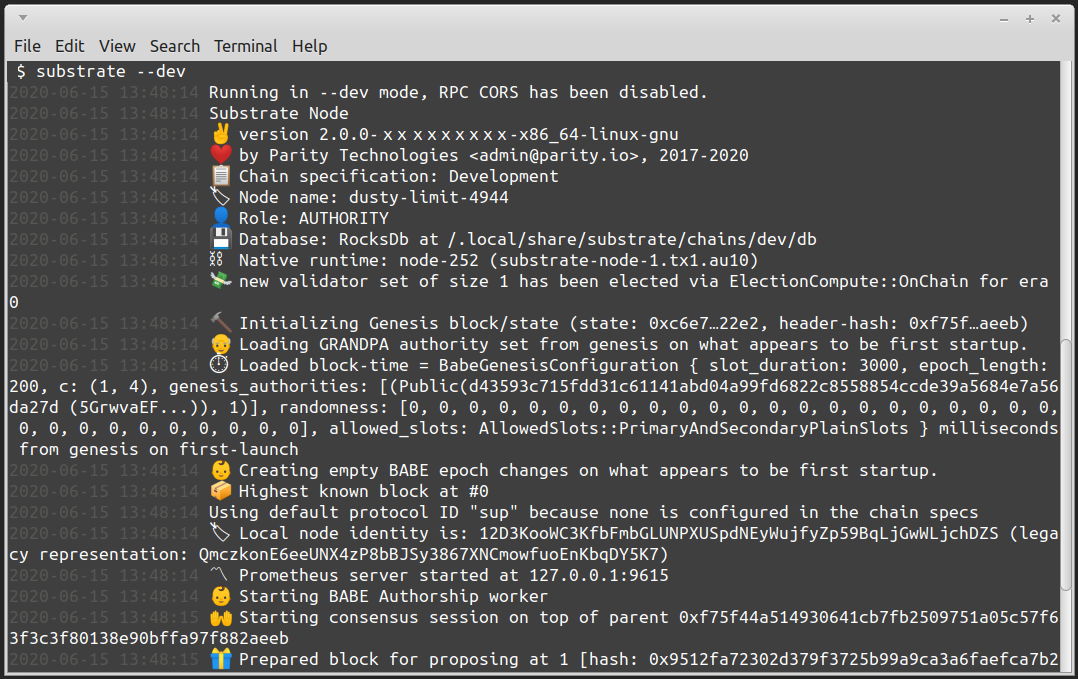 File Edit View Search Terminal Help
$ substrate --dev
2020-06-15 13:48:14 Running in --dev mode, RPC CORS has been disabled.
2020-06-15 13:48:14 Substrate Node
2020-06-15 13:48:14 ✌️ version 2.0.0-xxxxxxxxx-x86_64-linux-gnu
2020-06-15 13:48:14 ❤️ by Parity Technologies <admin@parity.io>, 2017-2020
2020-06-15 13:48:14 📋 Chain specification: Development
2020-06-15 13:48:14 🏷 Node name: dusty-limit-4944
2020-06-15 13:48:14 👤 Role: AUTHORITY
2020-06-15 13:48:14 💾 Database: RocksDb at /.local/share/substrate/chains/dev/db
2020-06-15 13:48:14 ⛓ Native runtime: node-252 (substrate-node-1.tx1.au10)
2020-06-15 13:48:14 💸 new validator set of size 1 has been elected via ElectionCompute::OnChain for era
0
2020-06-15 13:48:14 🔨 Initializing Genesis block/state (state: 0xc6e7…22e2, header-hash: 0xf75f…aeeb)
2020-06-15 13:48:14 👴 Loading GRANDPA authority set from genesis on what appears to be first startup.
2020-06-15 13:48:14 ⏱ Loaded block-time = BabeGenesisConfiguration { slot_duration: 3000, epoch_length:
200, c: (1, 4), genesis_authorities: [(Public(d43593c715fdd31c61141abd04a99fd6822c8558854ccde39a5684e7a56
da27d (5GrwvaEF...)), 1)], randomness: [0, 0, 0, 0, 0, 0, 0, 0, 0, 0, 0, 0, 0, 0, 0, 0, 0, 0, 0, 0, 0, 0,
0, 0, 0, 0, 0, 0, 0, 0, 0, 0], allowed_slots: AllowedSlots::PrimaryAndSecondaryPlainSlots } milliseconds
from genesis on first-launch
2020-06-15 13:48:14 👶 Creating empty BABE epoch changes on what appears to be first startup.
2020-06-15 13:48:14 📦 Highest known block at #0
2020-06-15 13:48:14 Using default protocol ID "sup" because none is configured in the chain specs
2020-06-15 13:48:14 🏷 Local node identity is: 12D3KooWC3KfbFmbGLUNPXUSpdNEyWujfyZp59BqLjGwWLjchDZS (lega
cy representation: QmczkonE6eeUNX4zP8bBJSy3867XNCmowfuoEnKbqDY5K7)
2020-06-15 13:48:14 〽️ Prometheus server started at 127.0.0.1:9615
2020-06-15 13:48:14 👶 Starting BABE Authorship worker
2020-06-15 13:48:15 🙌 Starting consensus session on top of parent 0xf75f44a514930641cb7fb2509751a05c57f6
3f3c3f80138e90bffa97f882aeeb
2020-06-15 13:48:15 🎁 Prepared block for proposing at 1 [hash: 0x9512fa72302d379f3725b99a9ca3a6faefca7b2